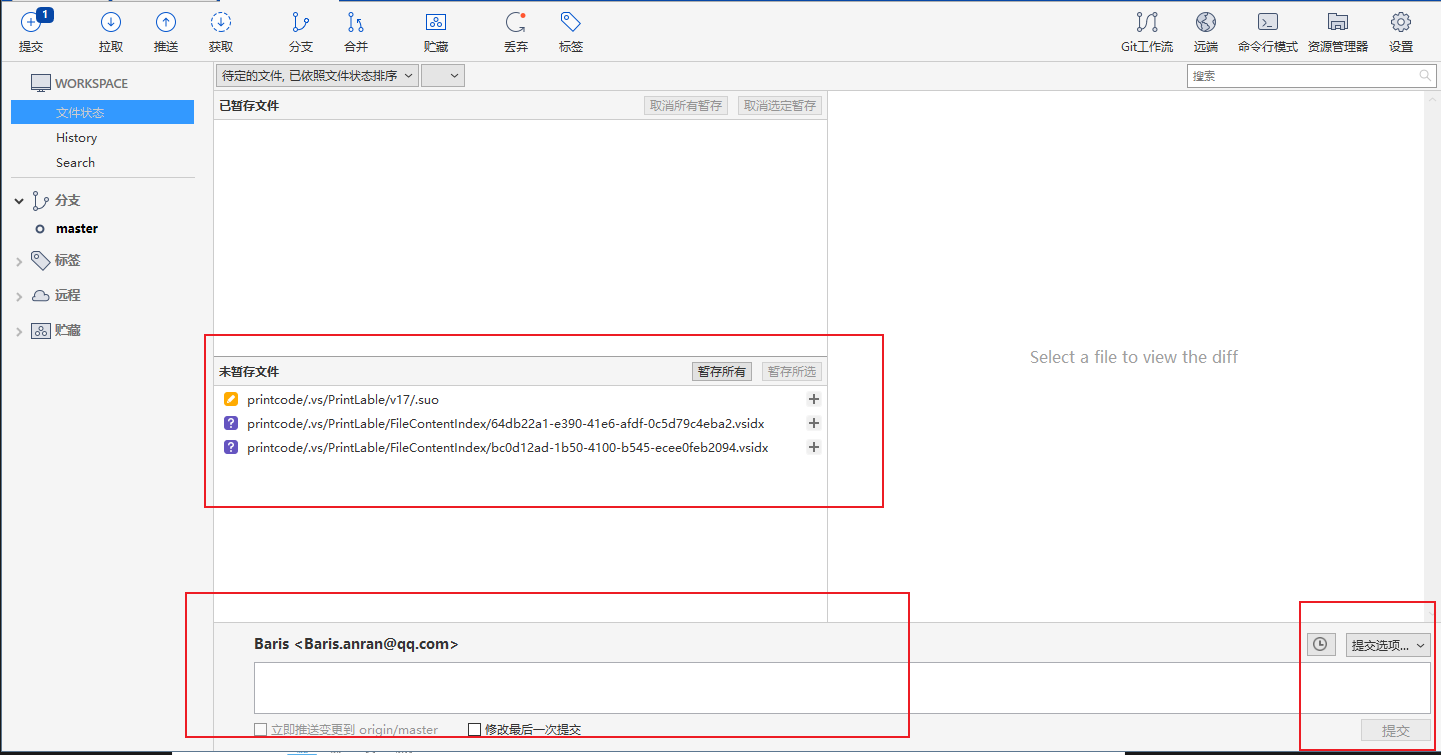 1
提交 拉取 推送 获取 分支 合并 贮藏 丢弃 标签 Git工作流 远端 命令行模式 资源管理器 设置
WORKSPACE
文件状态
History
Search
分支
master
标签
远程
贮藏
待定的文件, 已依照文件状态排序
搜索
已暂存文件 取消所有暂存 取消选定暂存
Select a file to view the diff
未暂存文件 暂存所有 暂存所选
printcode/.vs/PrintLable/v17/.suo
printcode/.vs/PrintLable/FileContentIndex/64db22a1-e390-41e6-afdf-0c5d79c4eba2.vsidx
printcode/.vs/PrintLable/FileContentIndex/bc0d12ad-1b50-4100-b545-ecee0feb2094.vsidx
Baris <Baris.anran@qq.com>
提交选项...
立即推送变更到 origin/master 修改最后一次提交
提交